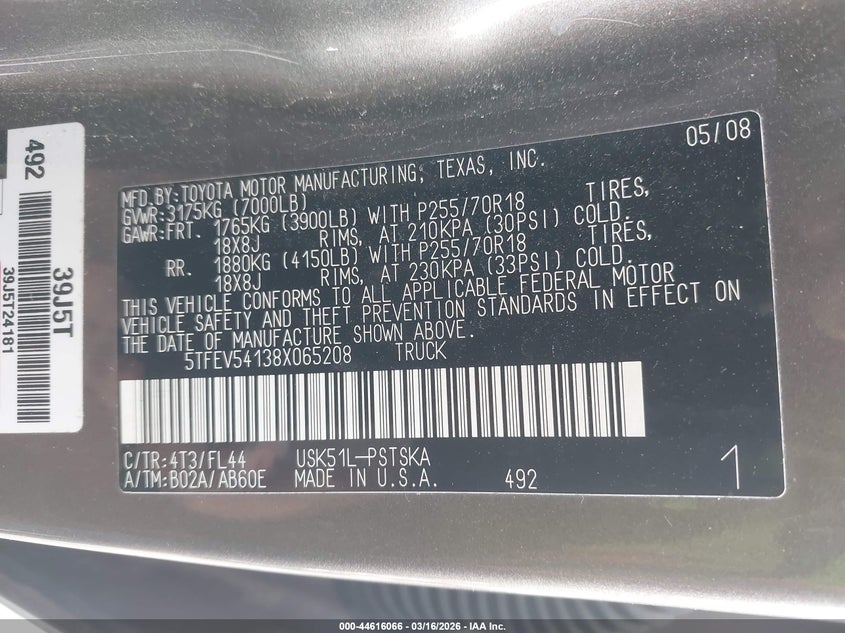 492
39J5T
39J5T24181
05/08
MFD.BY:TOYOTA MOTOR MANUFACTURING, TEXAS, INC.
GVWR:3175KG (7000LB)
GAWR:FRT. 1765KG (3900LB) WITH P255/70R18 TIRES,
18X8J RIMS, AT 210KPA (30PSI) COLD.
RR. 1880KG (4150LB) WITH P255/70R18 TIRES,
18X8J RIMS, AT 230KPA (33PSI) COLD.
THIS VEHICLE CONFORMS TO ALL APPLICABLE FEDERAL MOTOR
VEHICLE SAFETY AND THEFT PREVENTION STANDARDS IN EFFECT ON
THE DATE OF MANUFACTURE SHOWN ABOVE.
5TFEV54138X065208 TRUCK
C/TR:4T3/FL44 USK51L-PSTSKA
A/TM:B02A/AB60E MADE IN U.S.A. 492
1
000-44616066 - 03/16/2026 - IAA Inc.